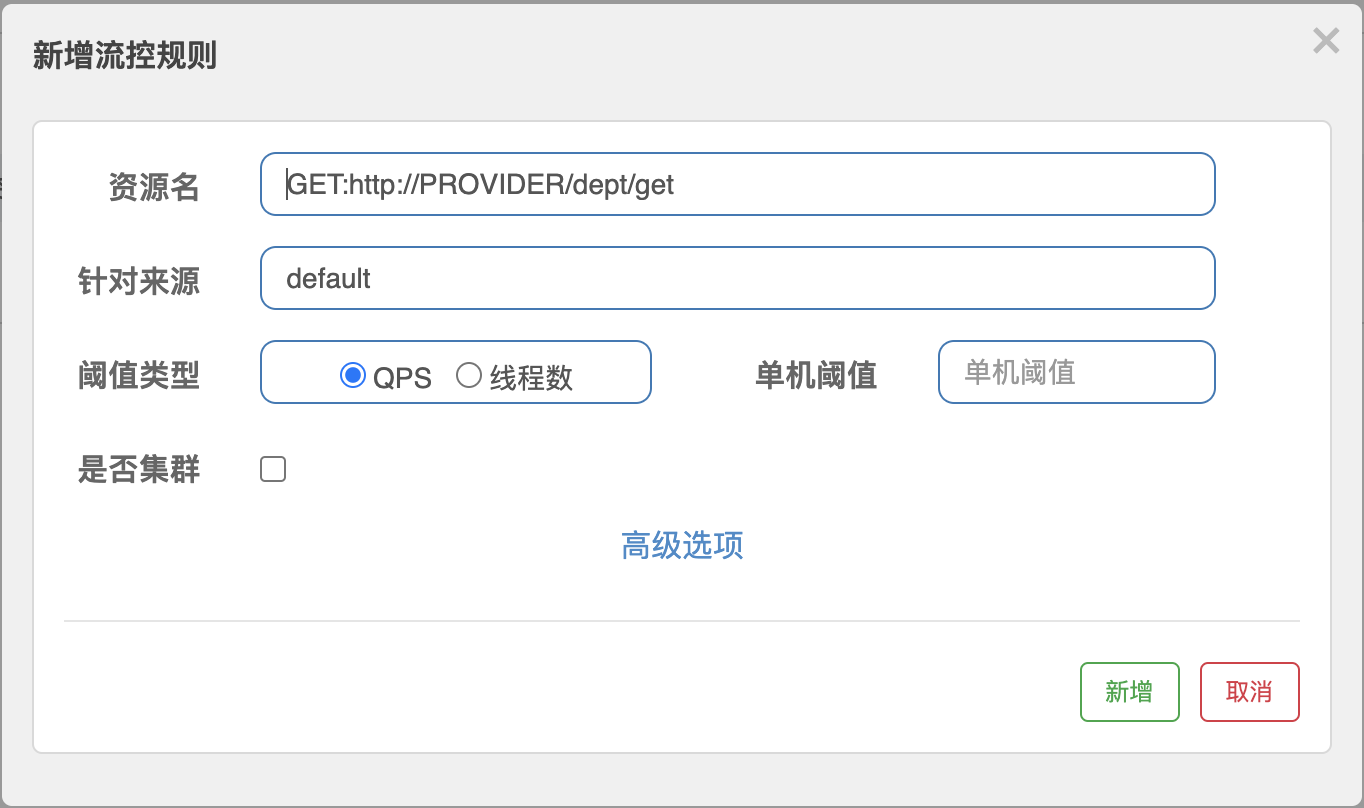 新增流控规则
资源名 GET:http://PROVIDER/dept/get
针对来源 default
阈值类型 QPS 线程数 单机阈值 单机阈值
是否集群
高级选项
新增 取消